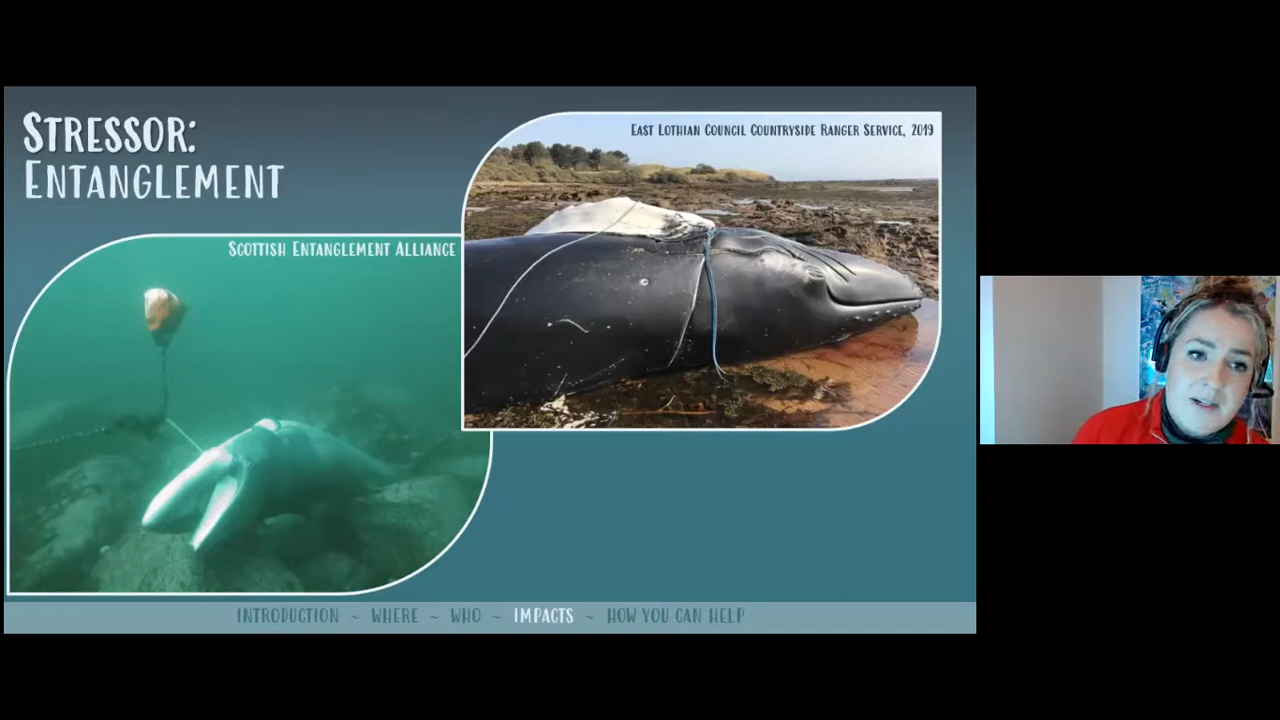 STRESSOR:
ENTANGLEMENT
EAST LOTHIAN COUNCIL COUNTRYSIDE RANGER SERVICE, 2019
SCOTTISH ENTANGLEMENT ALLIANCE
INTRODUCTION ~ WHERE ~ WHO ~ IMPACTS ~ HOW YOU CAN HELP